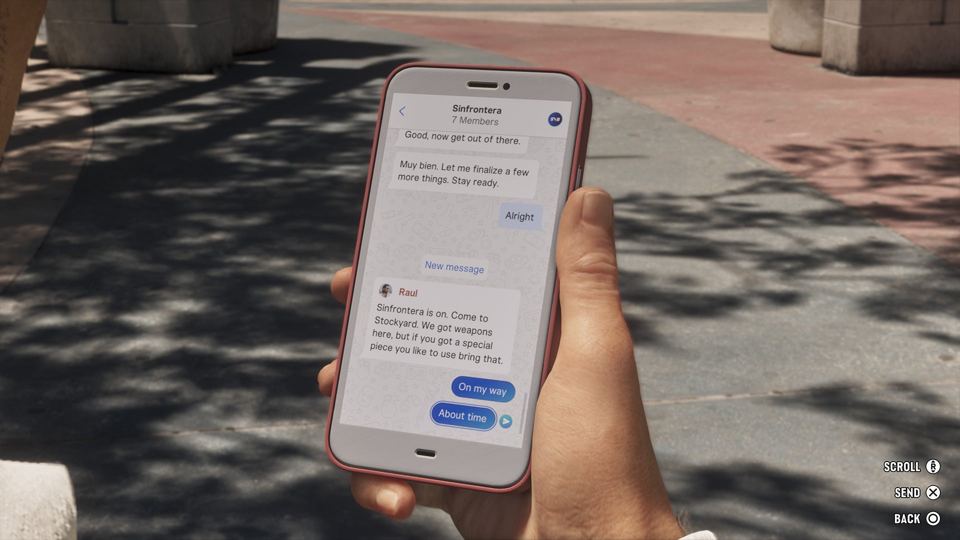 Sinfrontera
7 Members
Good, now get out of there.
Muy bien. Let me finalize a few
more things. Stay ready.
Alright
New message
Raul
Sinfrontera is on. Come to
Stockyard. We got weapons
here, but if you got a special
piece you like to use bring that.
On my way
About time
SCROLL R
SEND
BACK